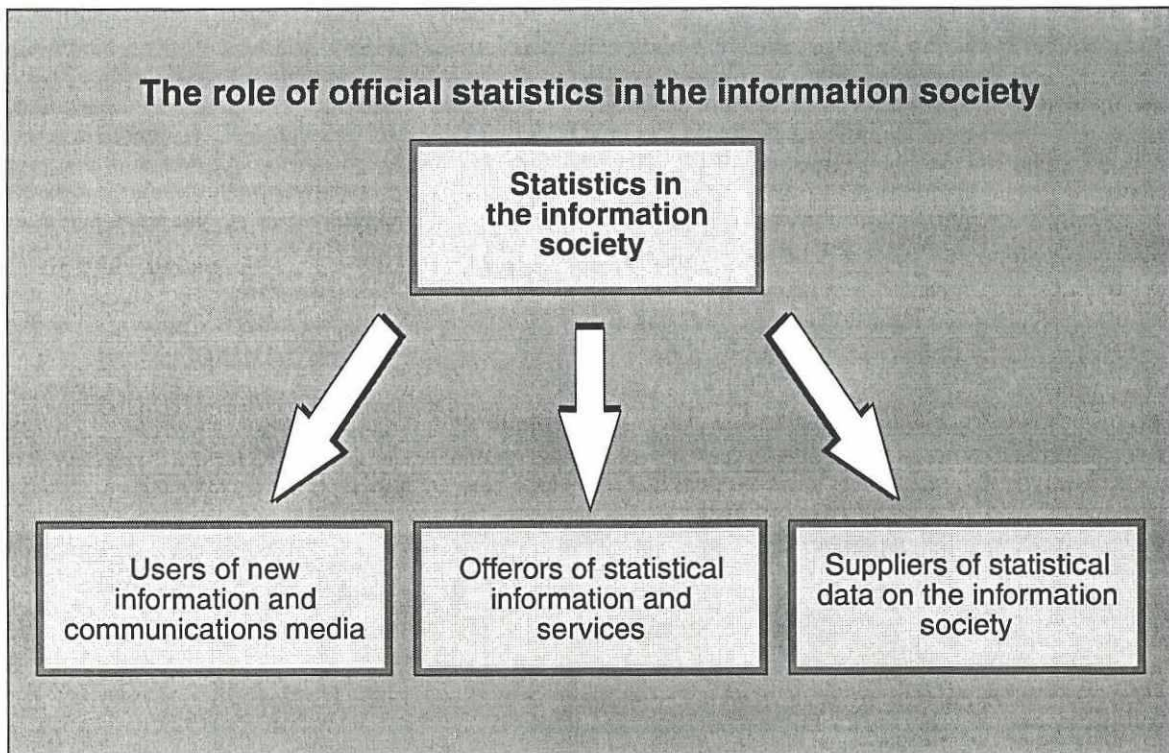 The role of official statistics in the information society
Statistics in
the information
society
Users of new
information and
communications media
Offerors of statistical
information and
services
Suppliers of statistical
data on the information
society